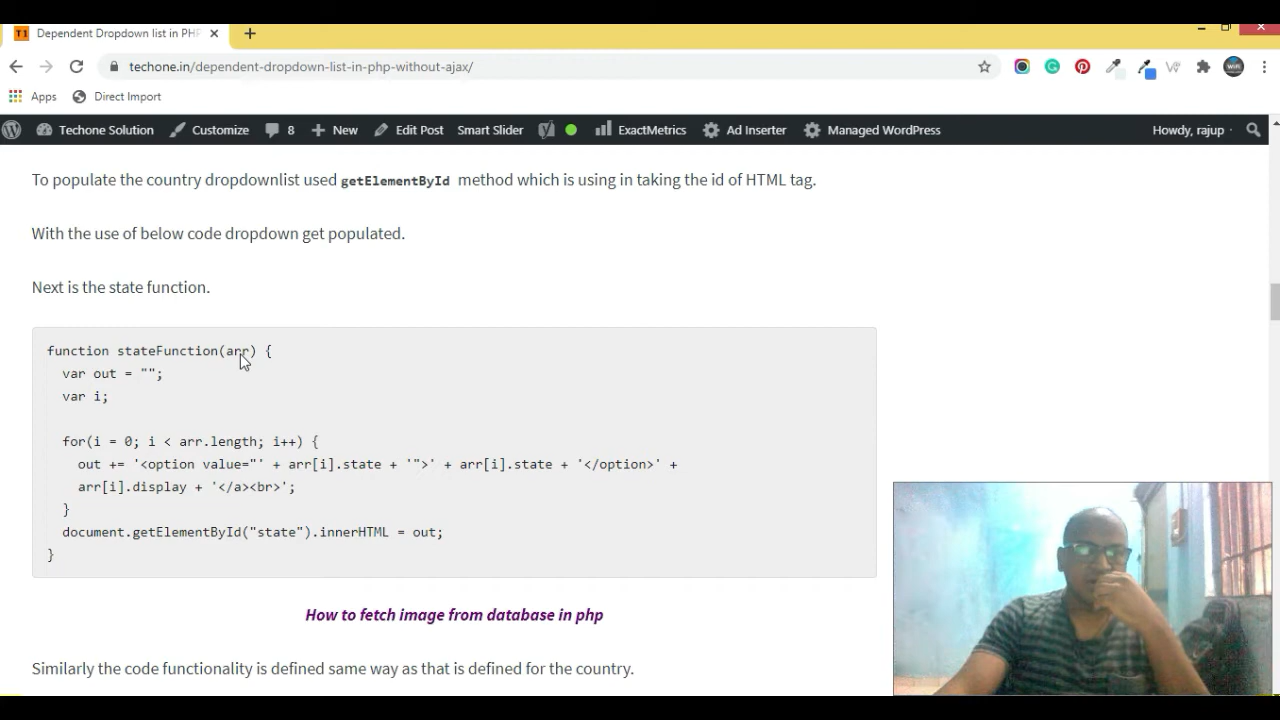 T1 Dependent Dropdown list in PHP
techone.in/dependent-dropdown-list-in-php-without-ajax/
Apps Direct Import
Techone Solution Customize 8 New Edit Post Smart Slider ExactMetrics Ad Inserter Managed WordPress Howdy, rajup
To populate the country dropdownlist used getElementById method which is using in taking the id of HTML tag.
With the use of below code dropdown get populated.
Next is the state function.
function stateFunction(arr) {
var out = "";
var i;
for(i = 0; i < arr.length; i++) {
out += '<option value="' + arr[i].state + '">' + arr[i].state + '</option>' +
arr[i].display + '</a><br>';
}
document.getElementById("state").innerHTML = out;
}
How to fetch image from database in php
Similarly the code functionality is defined same way as that is defined for the country.